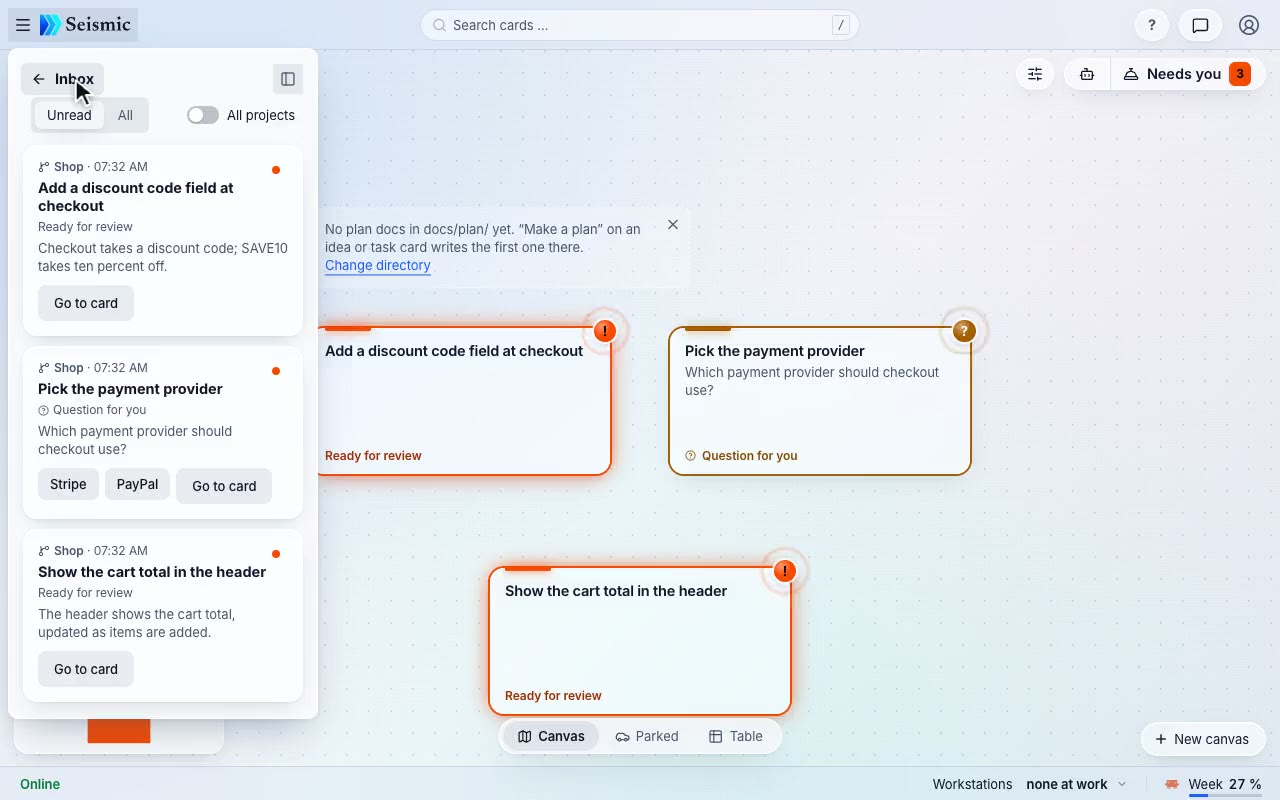 Seismic
Search cards ...
/
?
Inbox
Needs you 3
Unread
All
All projects
Shop · 07:32 AM
Add a discount code field at
checkout
Ready for review
Checkout takes a discount code; SAVE10
takes ten percent off.
Go to card
Shop · 07:32 AM
Pick the payment provider
Question for you
Which payment provider should
checkout use?
Stripe
PayPal
Go to card
Shop · 07:32 AM
Show the cart total in the header
Ready for review
The header shows the cart total,
updated as items are added.
Go to card
No plan docs in docs/plan/ yet. “Make a plan” on an
idea or task card writes the first one there.
Change directory
!
Add a discount code field at checkout
Ready for review
?
Pick the payment provider
Which payment provider should checkout
use?
Question for you
!
Show the cart total in the header
Ready for review
Canvas
Parked
Table
New canvas
Online
Workstations none at work
Week 27 %